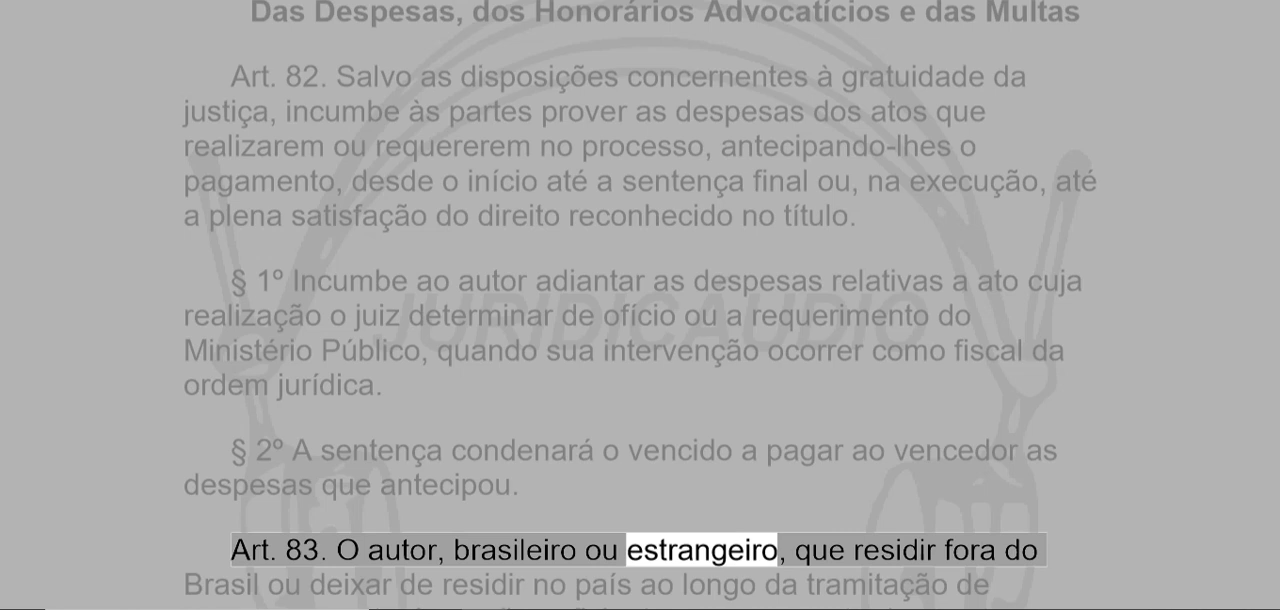 Das Despesas, dos Honorários Advocatícios e das Multas
Art. 82. Salvo as disposições concernentes à gratuidade da
justiça, incumbe às partes prover as despesas dos atos que
realizarem ou requererem no processo, antecipando-lhes o
pagamento, desde o início até a sentença final ou, na execução, até
a plena satisfação do direito reconhecido no título.
§ 1º Incumbe ao autor adiantar as despesas relativas a ato cuja
realização o juiz determinar de ofício ou a requerimento do
JURIDICAUDIO
Ministério Público, quando sua intervenção ocorrer como fiscal da
ordem jurídica.
§ 2º A sentença condenará o vencido a pagar ao vencedor as
despesas que antecipou.
Art. 83. O autor, brasileiro ou estrangeiro, que residir fora do
Brasil ou deixar de residir no país ao longo da tramitação de